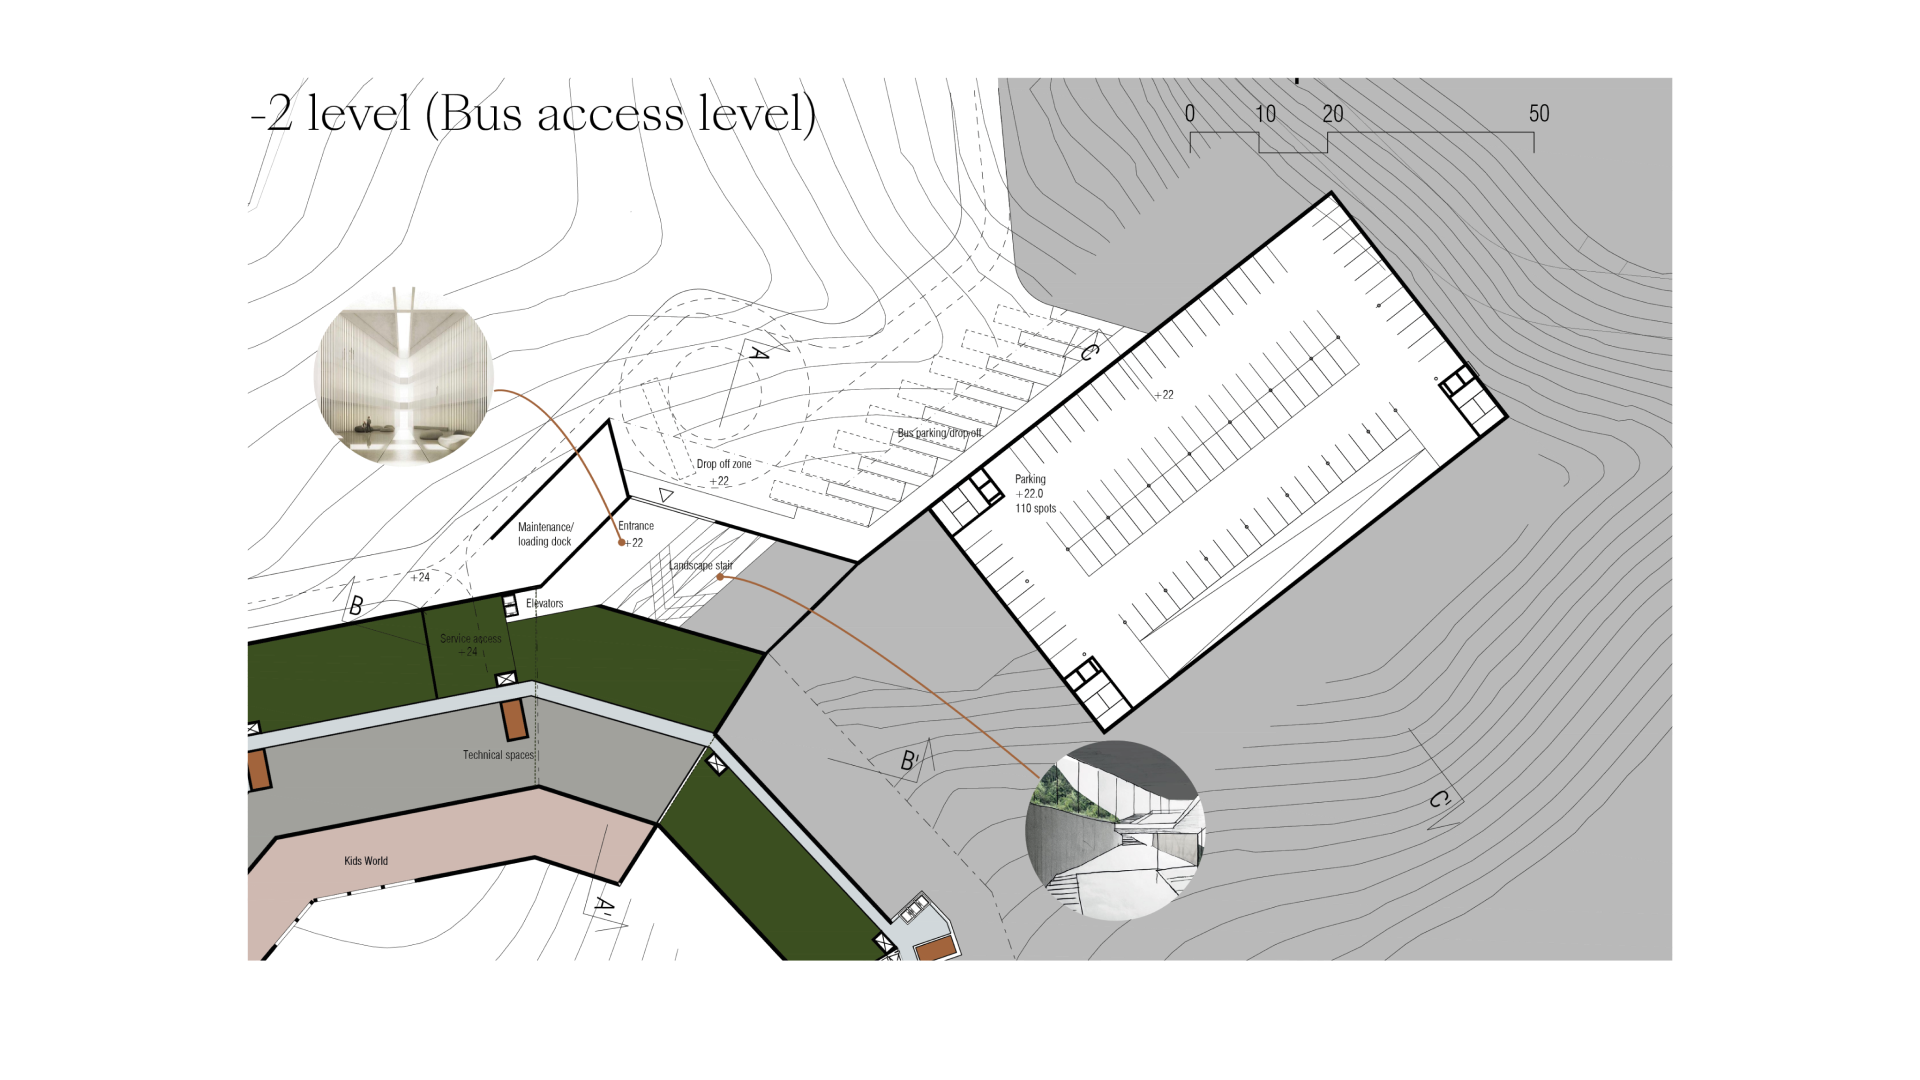 -2 level (Bus access level)
0 10 20 50
A
C
+22
Bus parking/drop off
Drop off zone
+22
Parking
+22.0
110 spots
Maintenance/
loading dock
Entrance
+22
Landscape stair
+24
B
Elevators
Service access
+24
Technical spaces
B'
C'
Kids World
A'